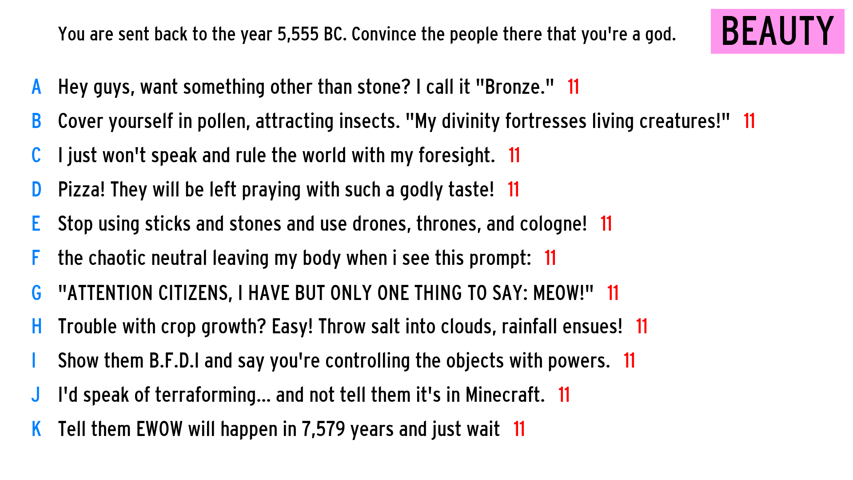 You are sent back to the year 5,555 BC. Convince the people there that you're a god.
BEAUTY
A Hey guys, want something other than stone? I call it "Bronze." 11
B Cover yourself in pollen, attracting insects. "My divinity fortresses living creatures!" 11
C I just won't speak and rule the world with my foresight. 11
D Pizza! They will be left praying with such a godly taste! 11
E Stop using sticks and stones and use drones, thrones, and cologne! 11
F the chaotic neutral leaving my body when i see this prompt: 11
G "ATTENTION CITIZENS, I HAVE BUT ONLY ONE THING TO SAY: MEOW!" 11
H Trouble with crop growth? Easy! Throw salt into clouds, rainfall ensues! 11
I Show them B.F.D.I and say you're controlling the objects with powers. 11
J I'd speak of terraforming... and not tell them it's in Minecraft. 11
K Tell them EWOW will happen in 7,579 years and just wait 11